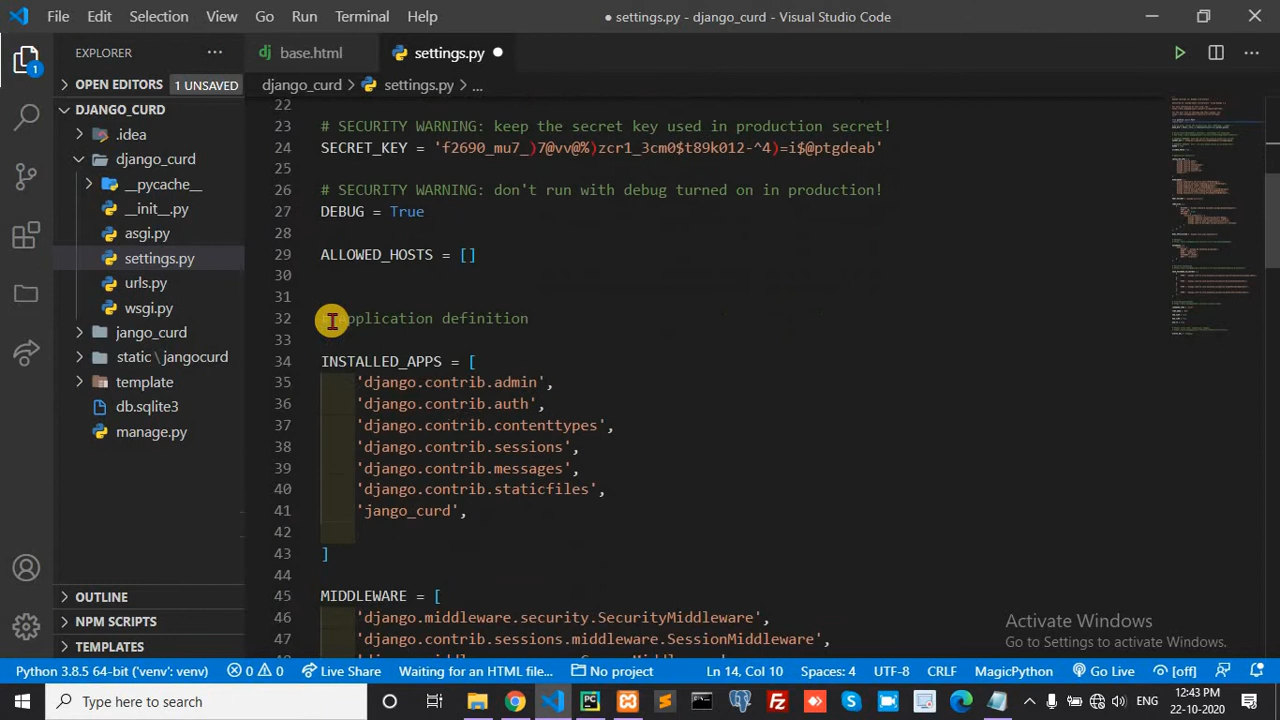 File Edit Selection View Go Run Terminal Help ● settings.py - django_curd - Visual Studio Code
EXPLORER ...
base.html
settings.py
OPEN EDITORS 1 UNSAVED
django_curd > settings.py > ...
DJANGO_CURD
.idea
django_curd
__pycache__
__init__.py
asgi.py
settings.py
urls.py
wsgi.py
jango_curd
static\jangocurd
template
db.sqlite3
manage.py
OUTLINE
NPM SCRIPTS
TEMPLATES
22
23 # SECURITY WARNING: keep the secret key used in production secret!
24 SECRET_KEY =
26 # SECURITY WARNING: don't run with debug turned on in production!
27 DEBUG = True
28
29 ALLOWED_HOSTS = []
30
31
32 pplication definition
33
34 INSTALLED_APPS = [
35 'django.contrib.admin',
36 'django.contrib.auth',
37 'django.contrib.contenttypes',
38 'django.contrib.sessions',
39 'django.contrib.messages',
40 'django.contrib.staticfiles',
41 'jango_curd',
42
43 ]
44
45 MIDDLEWARE = [
46 'django.middleware.security.SecurityMiddleware',
47 'django.contrib.sessions.middleware.SessionMiddleware',
Activate Windows
Go to Settings to activate Windows.
Python 3.8.5 64-bit ('venv': venv) 0 0 Live Share Waiting for an HTML file... No project Ln 14, Col 10 Spaces: 4 UTF-8 CRLF MagicPython Go Live [off]
Type here to search
ENG
12:43 PM
22-10-2020